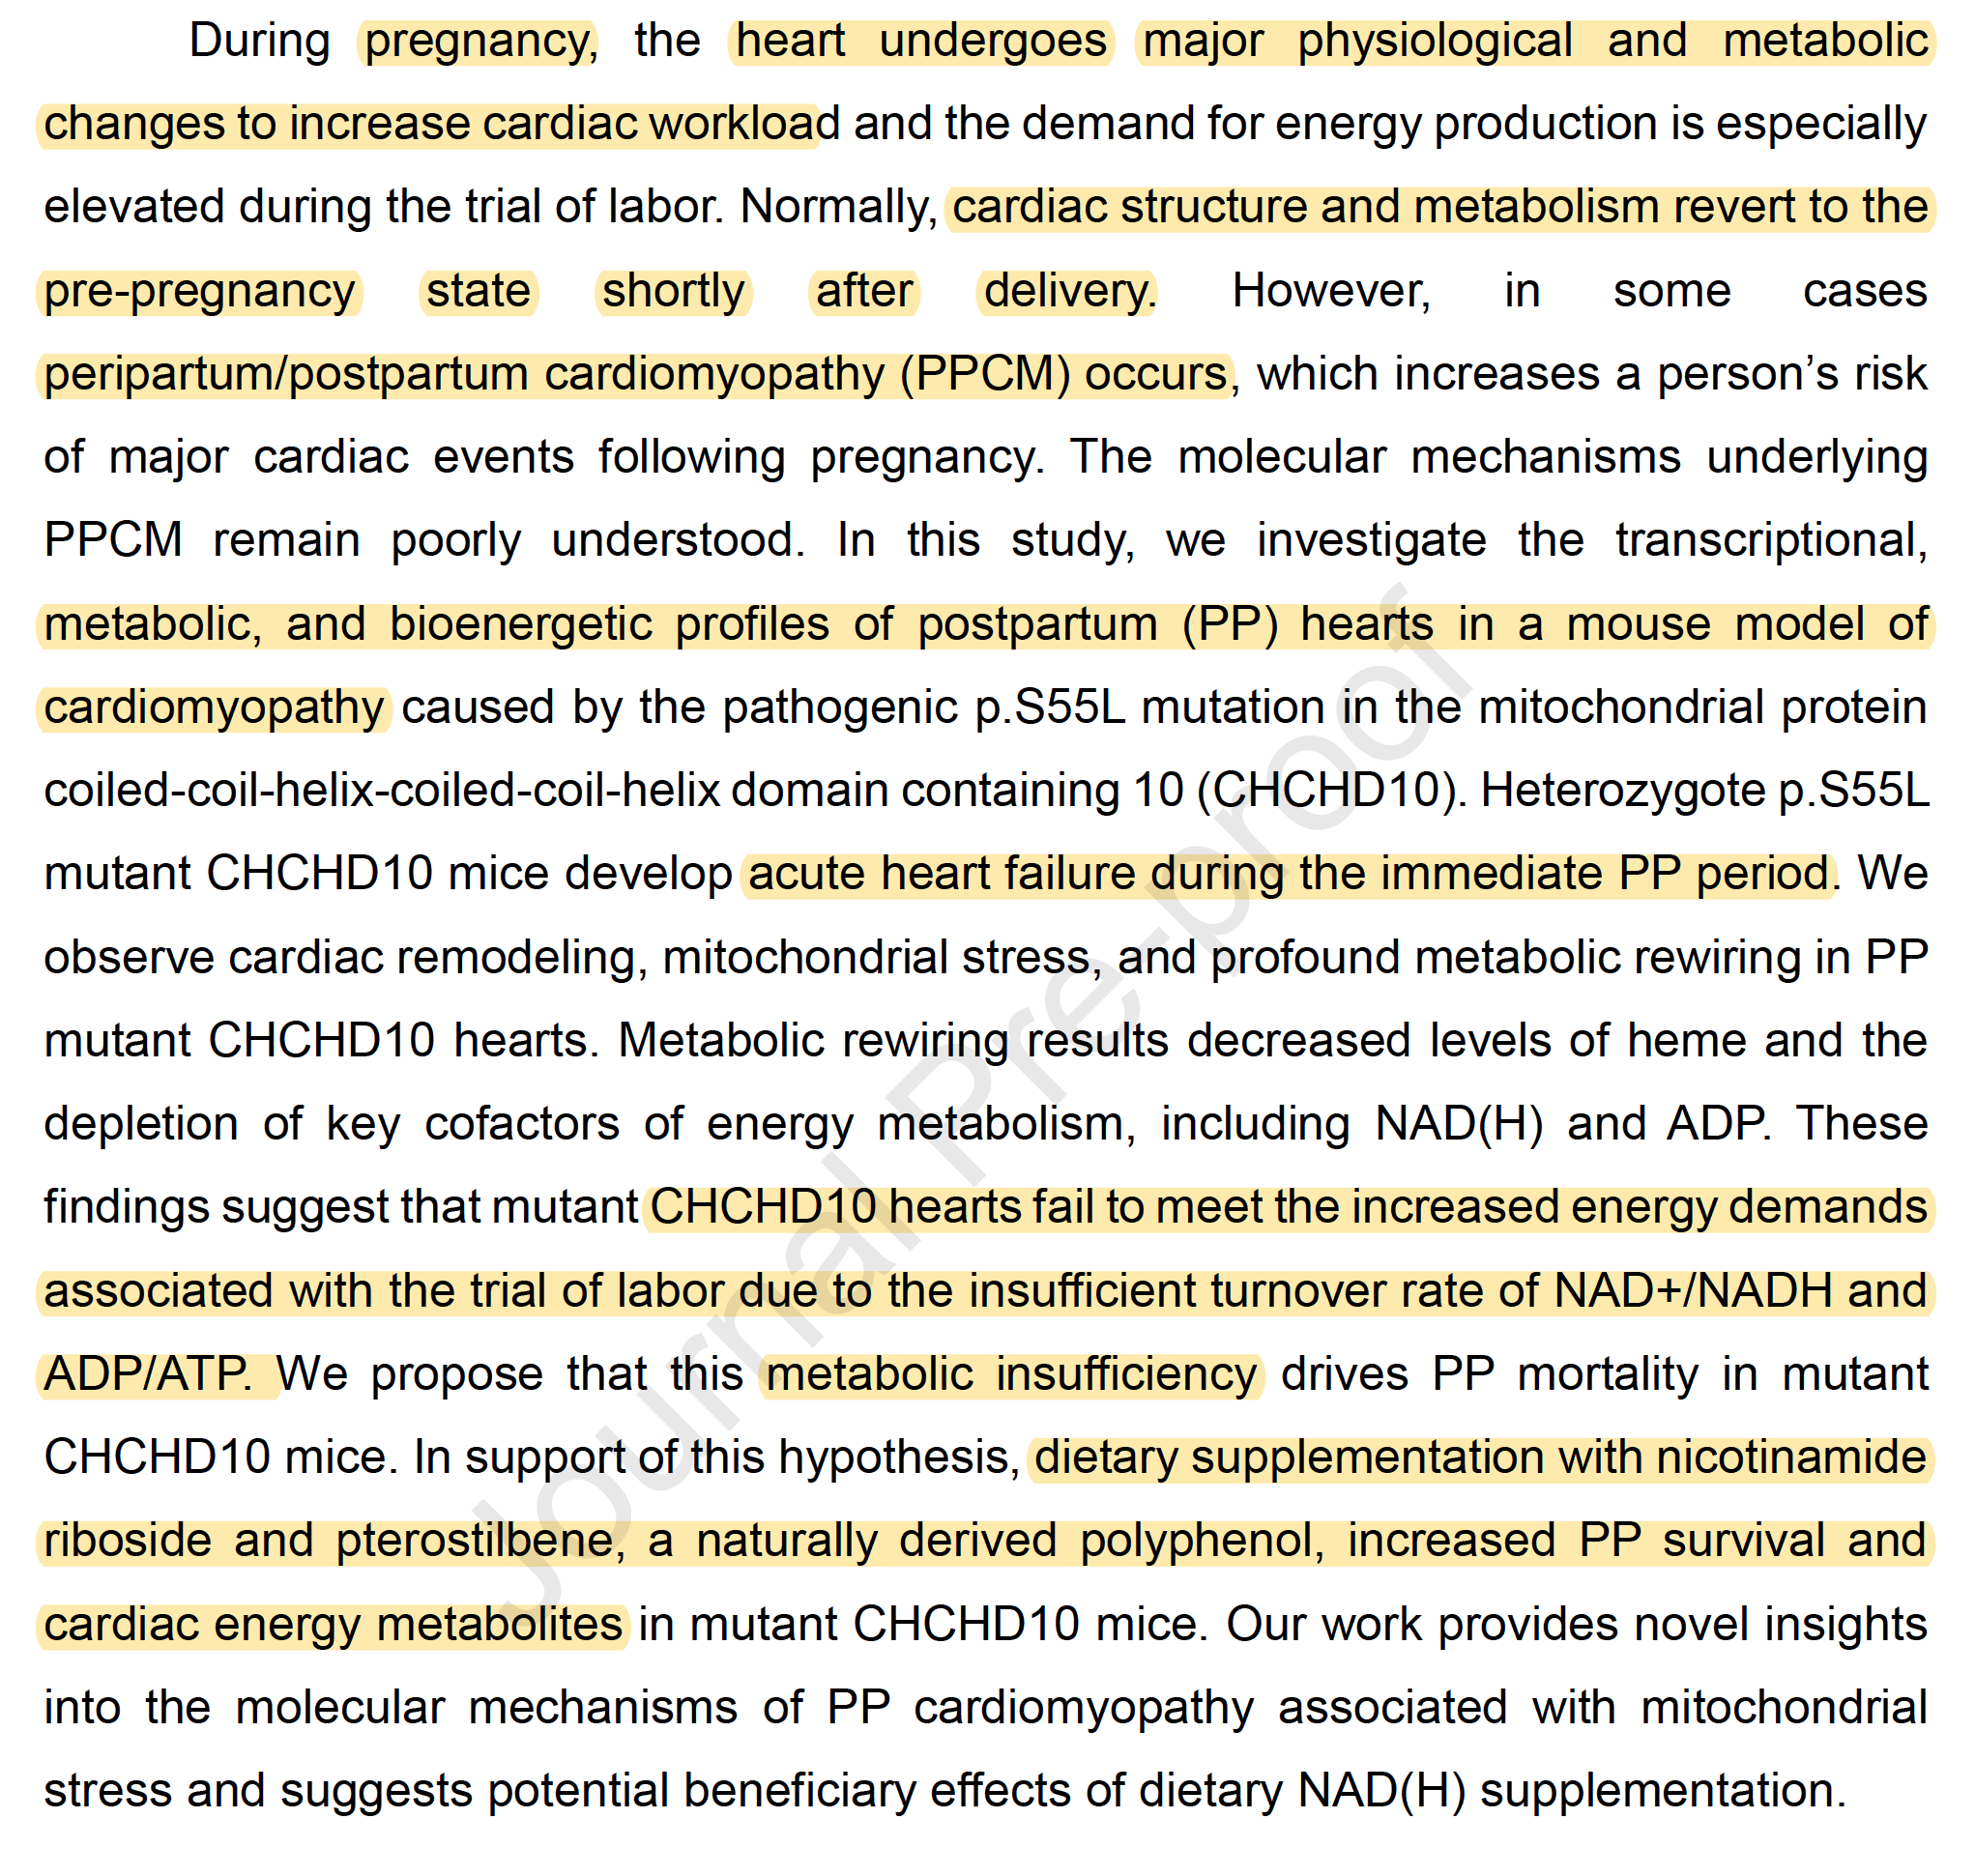 During pregnancy, the heart undergoes major physiological and metabolic
changes to increase cardiac workload and the demand for energy production is especially
elevated during the trial of labor. Normally, cardiac structure and metabolism revert to the
pre-pregnancy state shortly after delivery. However, in some cases
peripartum/postpartum cardiomyopathy (PPCM) occurs, which increases a person’s risk
of major cardiac events following pregnancy. The molecular mechanisms underlying
PPCM remain poorly understood. In this study, we investigate the transcriptional,
metabolic, and bioenergetic profiles of postpartum (PP) hearts in a mouse model of
cardiomyopathy caused by the pathogenic p.S55L mutation in the mitochondrial protein
coiled-coil-helix-coiled-coil-helix domain containing 10 (CHCHD10). Heterozygote p.S55L
mutant CHCHD10 mice develop acute heart failure during the immediate PP period. We
observe cardiac remodeling, mitochondrial stress, and profound metabolic rewiring in PP
mutant CHCHD10 hearts. Metabolic rewiring results decreased levels of heme and the
depletion of key cofactors of energy metabolism, including NAD(H) and ADP. These
findings suggest that mutant CHCHD10 hearts fail to meet the increased energy demands
associated with the trial of labor due to the insufficient turnover rate of NAD+/NADH and
ADP/ATP. We propose that this metabolic insufficiency drives PP mortality in mutant
CHCHD10 mice. In support of this hypothesis, dietary supplementation with nicotinamide
riboside and pterostilbene, a naturally derived polyphenol, increased PP survival and
cardiac energy metabolites in mutant CHCHD10 mice. Our work provides novel insights
into the molecular mechanisms of PP cardiomyopathy associated with mitochondrial
stress and suggests potential beneficiary effects of dietary NAD(H) supplementation.
Journal Pre-proof